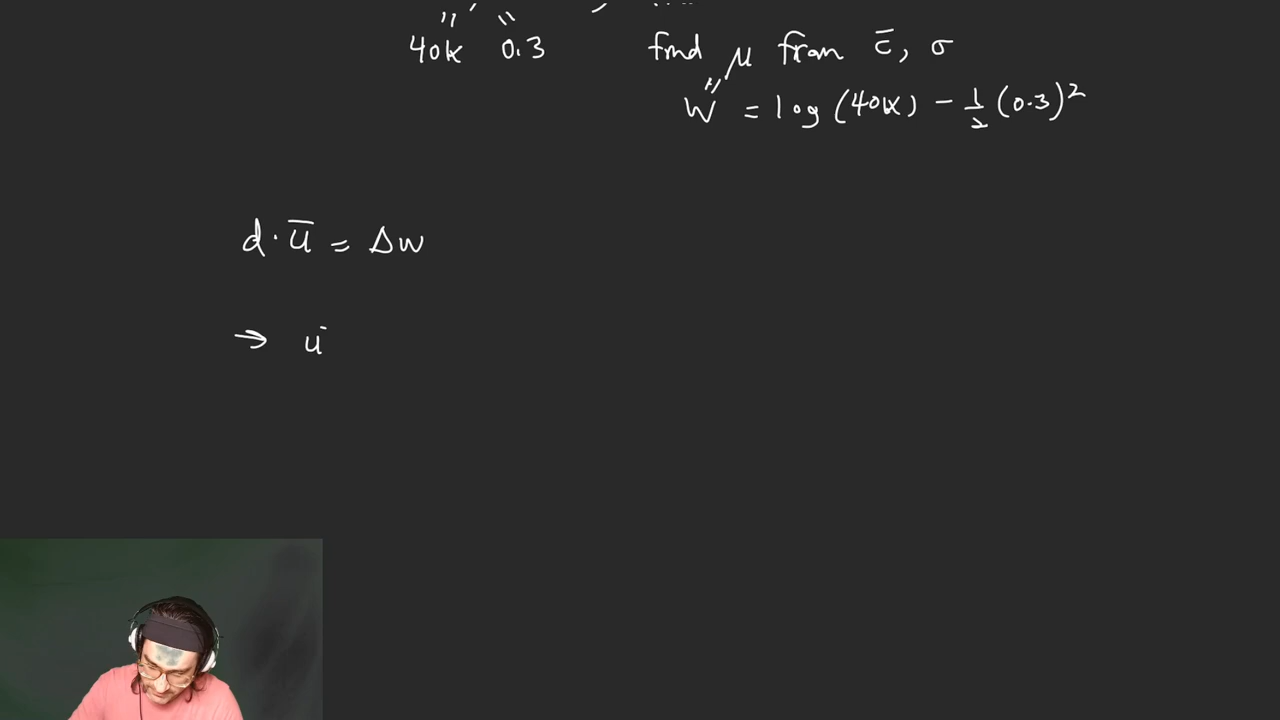 40k 0.3 find μ from c̄, σ
W = log (40k) - 1/2 (0.3)²
d · ū = Δw
⇒ u